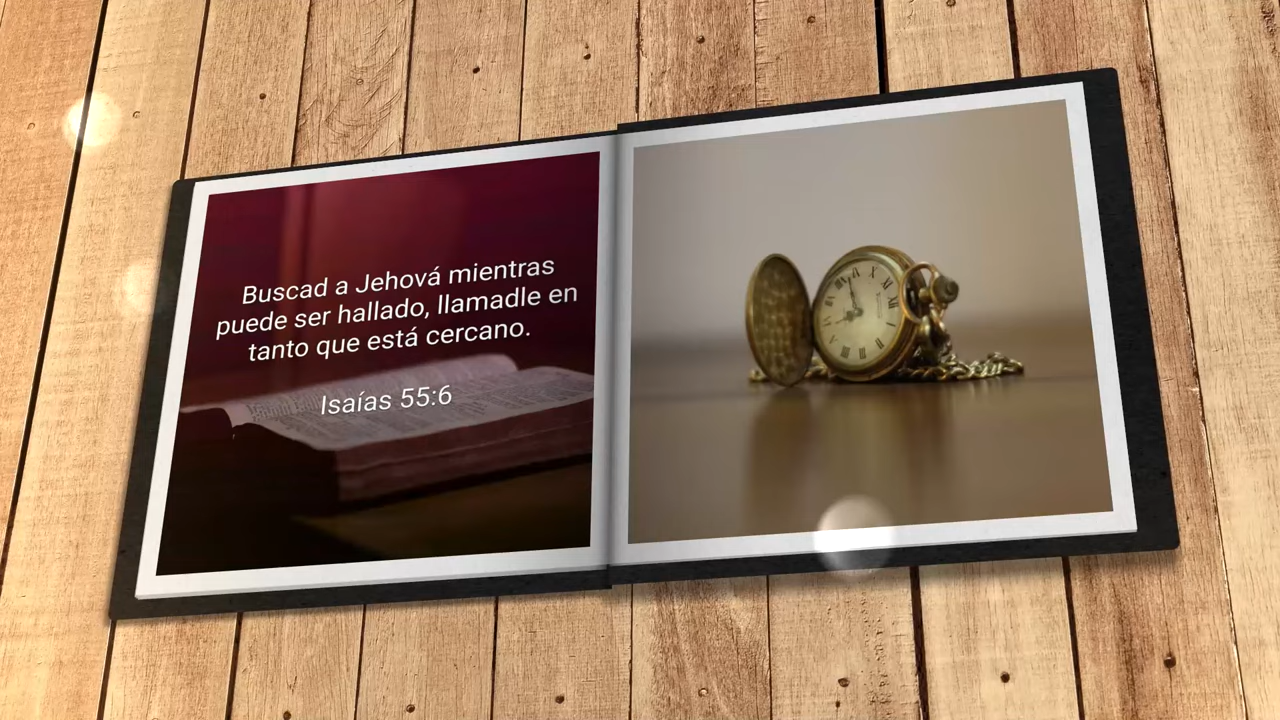 Buscad a Jehová mientras
puede ser hallado, llamadle en
tanto que está cercano.
Isaías 55:6